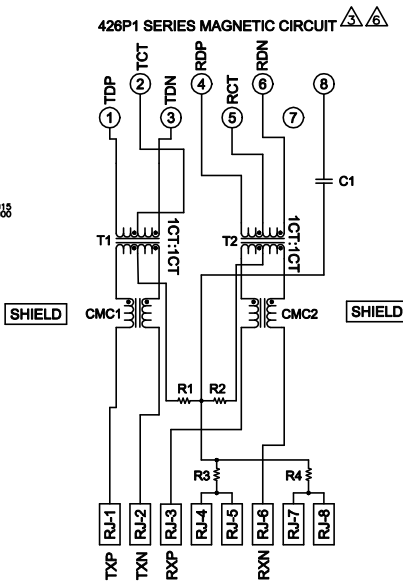 426P1 SERIES MAGNETIC CIRCUIT 3 6
TDP
TCT
TDN
RDP
RCT
RDN
1
2
3
4
5
6
7
8
C1
T1
1CT:1CT
T2
1CT:1CT
SHIELD
CMC1
CMC2
SHIELD
R1
R2
R3
R4
RJ-1
RJ-2
RJ-3
RJ-4
RJ-5
RJ-6
RJ-7
RJ-8
TXP
TXN
RXP
RXN